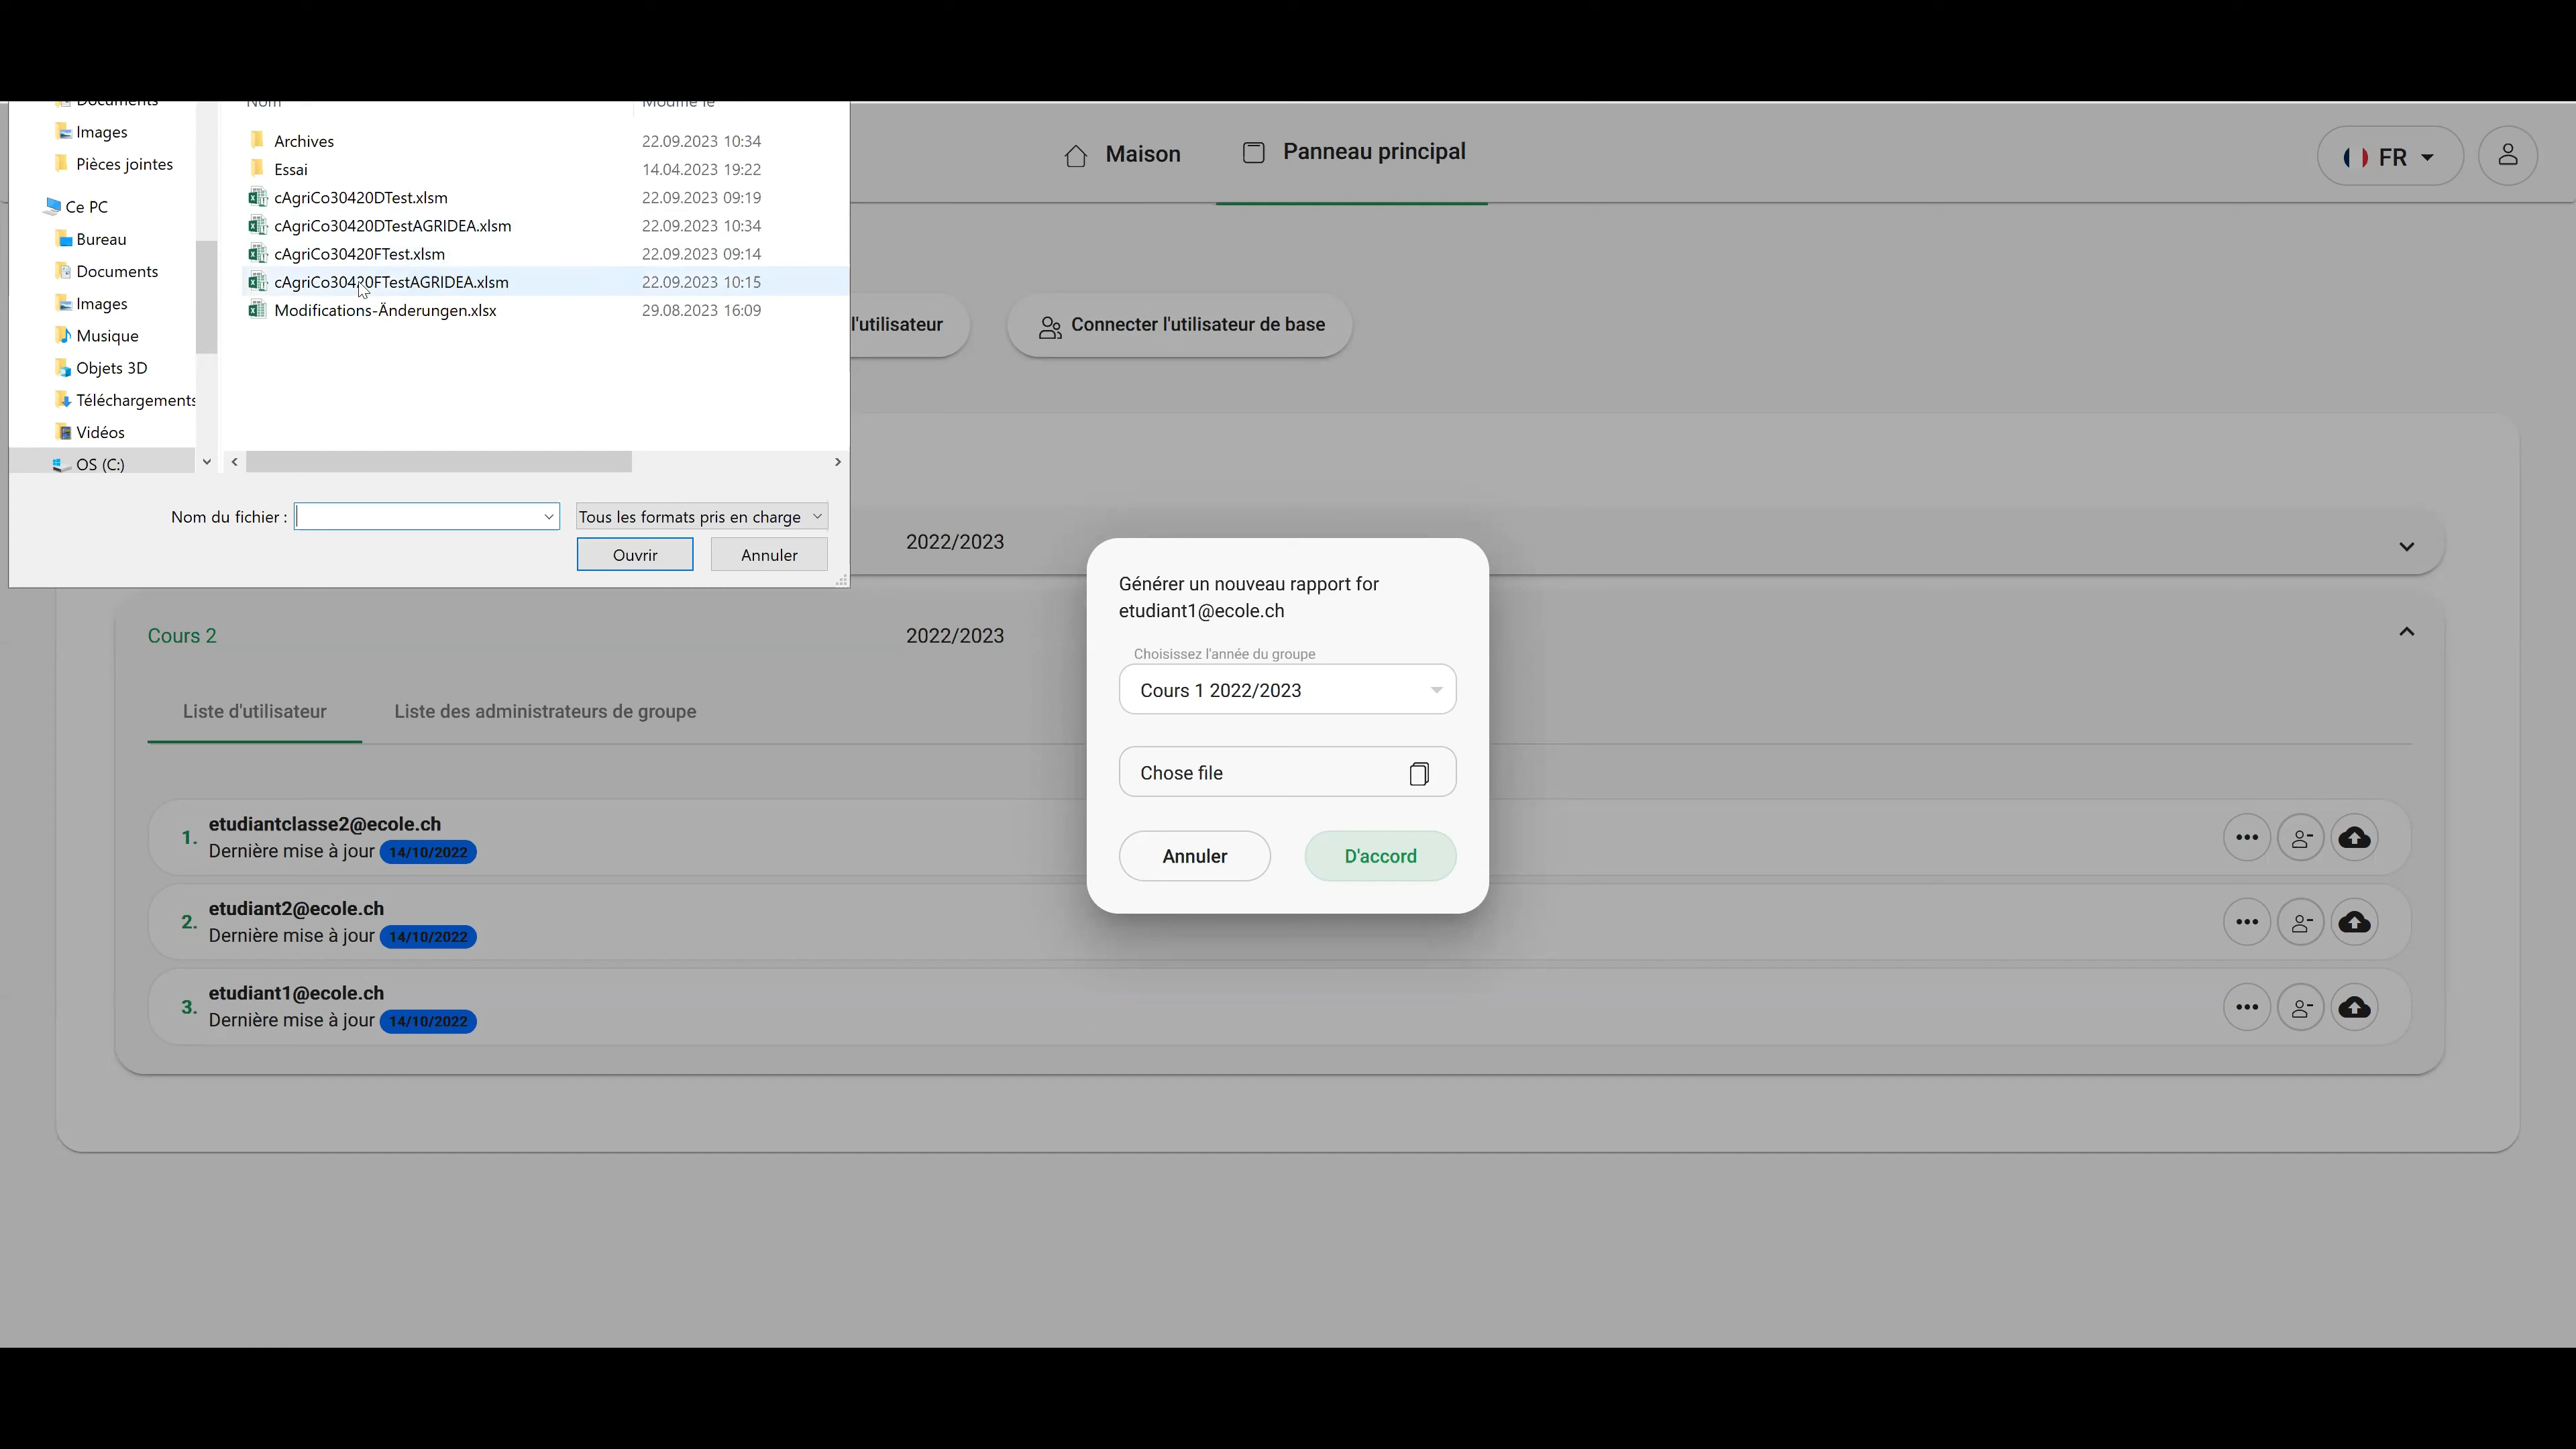 Documents
Images
Pièces jointes
Ce PC
Bureau
Documents
Images
Musique
Objets 3D
Téléchargements
Vidéos
OS (C:)
Nom Modifié le
Archives 22.09.2023 10:34
Essai 14.04.2023 19:22
cAgriCo30420DTest.xlsm 22.09.2023 09:19
cAgriCo30420DTestAGRIDEA.xlsm 22.09.2023 10:34
cAgriCo30420FTest.xlsm 22.09.2023 09:14
cAgriCo30420FTestAGRIDEA.xlsm 22.09.2023 10:15
Modifications-Änderungen.xlsx 29.08.2023 16:09
Nom du fichier : Tous les formats pris en charge
Ouvrir Annuler
Maison Panneau principal FR
l'utilisateur Connecter l'utilisateur de base
2022/2023
Cours 2 2022/2023
Liste d'utilisateur Liste des administrateurs de groupe
1. etudiantclasse2@ecole.ch
Dernière mise à jour 14/10/2022
2. etudiant2@ecole.ch
Dernière mise à jour 14/10/2022
3. etudiant1@ecole.ch
Dernière mise à jour 14/10/2022
Générer un nouveau rapport for
etudiant1@ecole.ch
Choisissez l'année du groupe
Cours 1 2022/2023
Chose file
Annuler D'accord